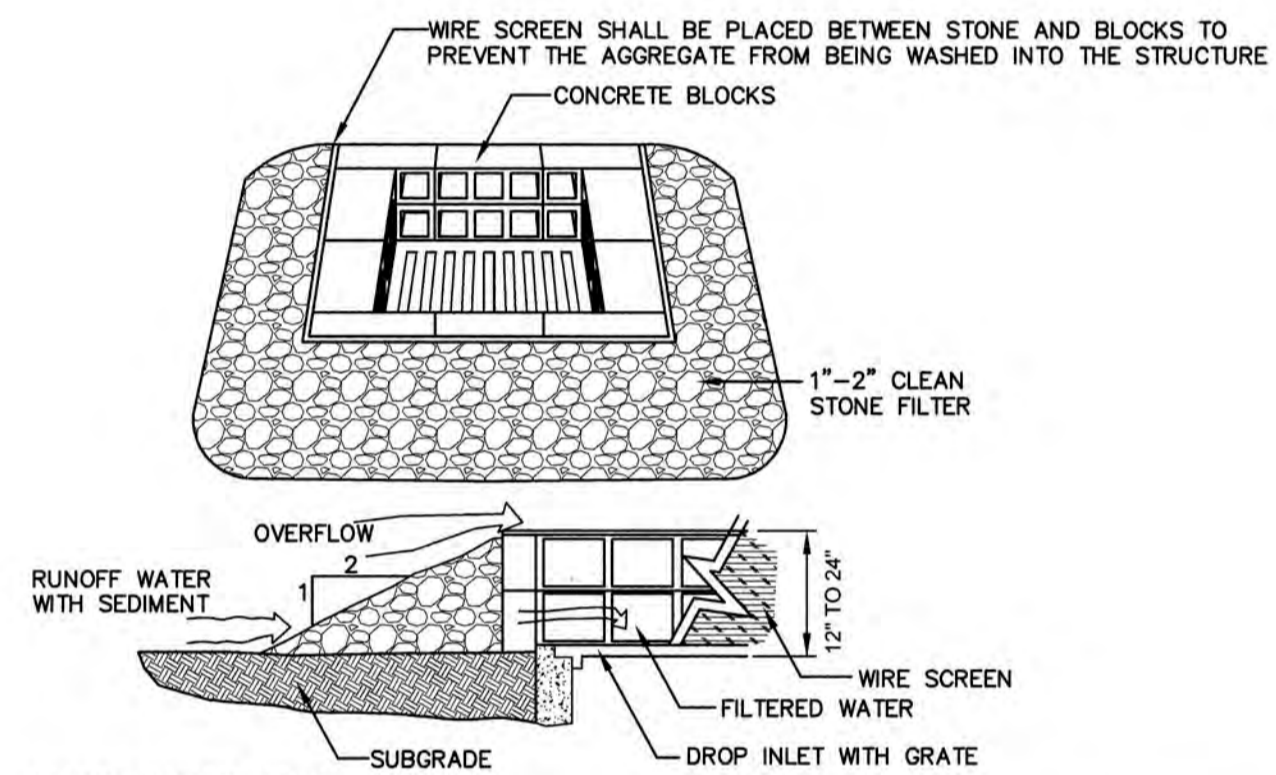 WIRE SCREEN SHALL BE PLACED BETWEEN STONE AND BLOCKS TO
PREVENT THE AGGREGATE FROM BEING WASHED INTO THE STRUCTURE
CONCRETE BLOCKS
1"-2" CLEAN
STONE FILTER
OVERFLOW
2
1
RUNOFF WATER
WITH SEDIMENT
12" TO 24"
WIRE SCREEN
FILTERED WATER
SUBGRADE
DROP INLET WITH GRATE